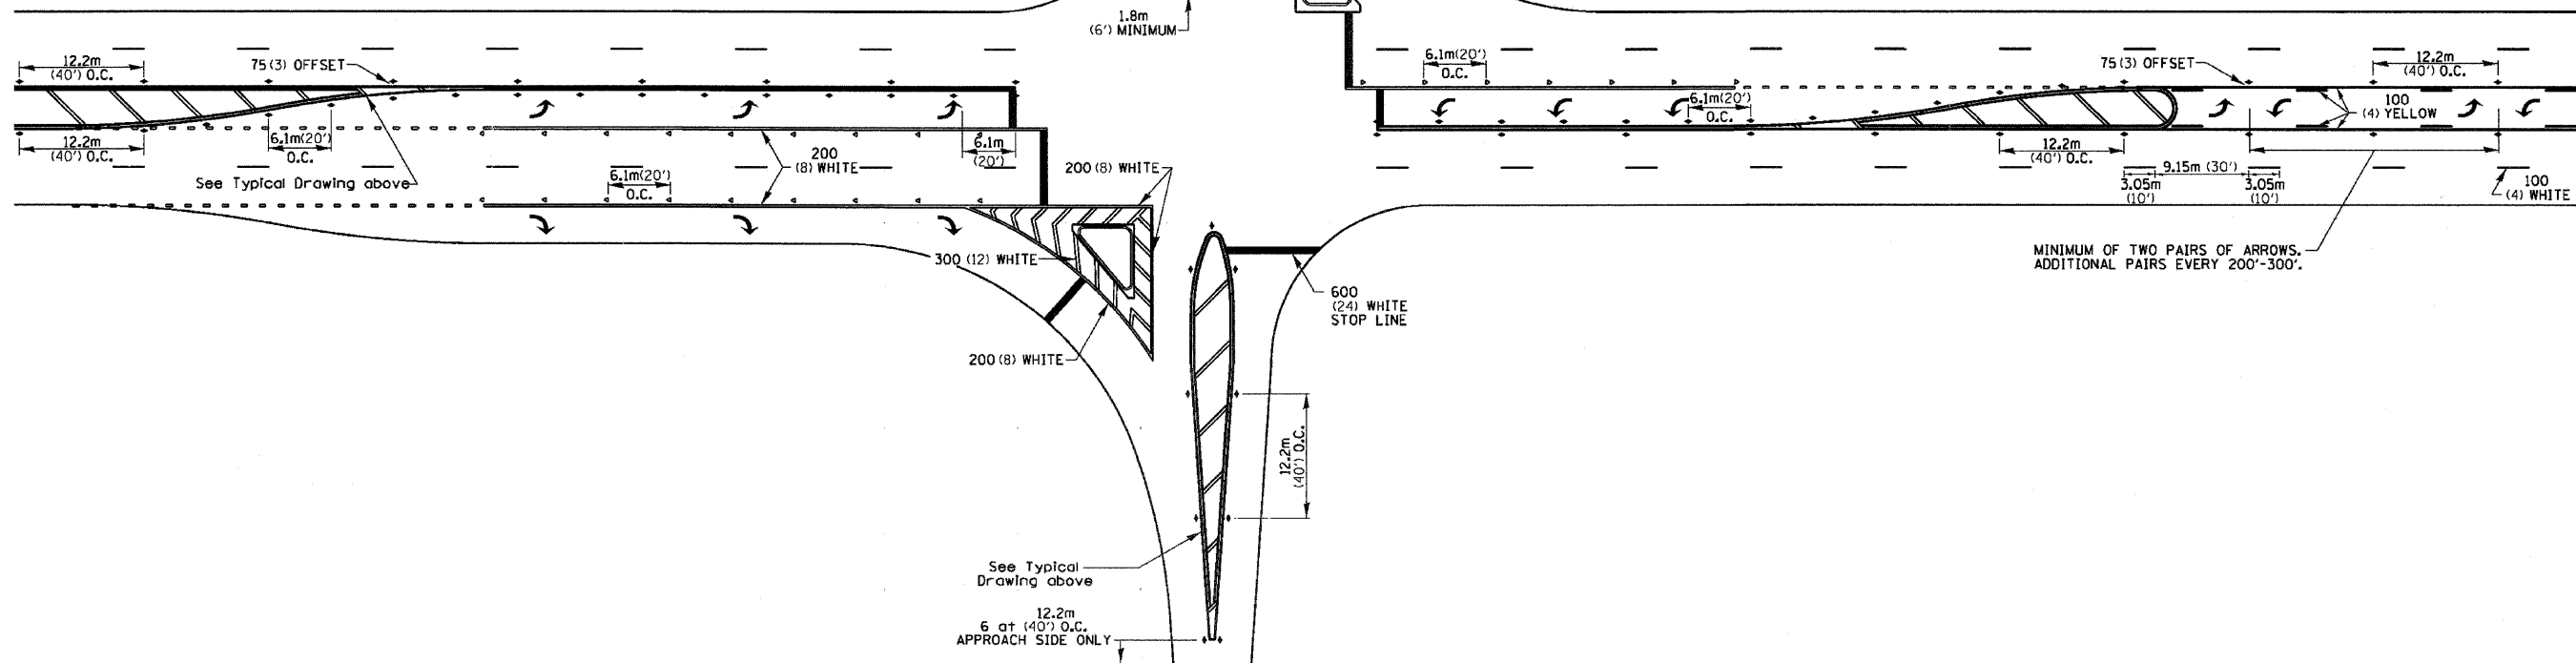 1.8m
(6') MINIMUM
12.2m
(40') O.C.
75(3) OFFSET
12.2m
(40') O.C.
6.1m(20')
O.C.
See Typical Drawing above
6.1m(20')
O.C.
200
(8) WHITE
6.1m
(20')
200 (8) WHITE
300 (12) WHITE
200 (8) WHITE
600
(24) WHITE
STOP LINE
12.2m
(40') O.C.
See Typical
Drawing above
12.2m
6 at (40') O.C.
APPROACH SIDE ONLY
6.1m(20')
O.C.
6.1m(20')
O.C.
75(3) OFFSET
12.2m
(40') O.C.
100
(4) YELLOW
12.2m
(40') O.C.
9.15m (30')
3.05m
(10')
3.05m
(10')
100
(4) WHITE
MINIMUM OF TWO PAIRS OF ARROWS.
ADDITIONAL PAIRS EVERY 200'-300'.